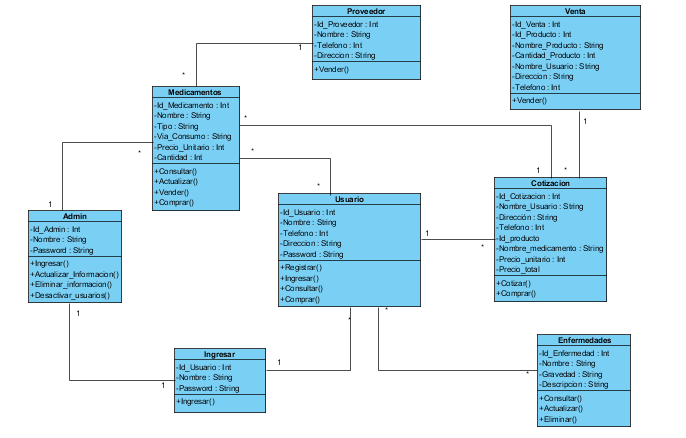 Proveedor
-Id_Proveedor : Int
-Nombre : String
-Telefono : Int
-Direccion : String
+Vender()
Venta
-Id_Venta : Int
-Id_Producto : Int
-Nombre_Producto : String
-Cantidad_Producto : Int
-Nombre_Usuario : String
-Direccion : String
-Telefono : Int
+Vender()
1
*
Medicamentos
-Id_Medicamento : Int
-Nombre : String
-Tipo : String
-Via_Consumo : String
-Precio_Unitario : Int
-Cantidad : Int
+Consultar()
+Actualizar()
+Vender()
+Comprar()
*
*
*
1
*
1
*
1
Admin
-Id_Admin : Int
-Nombre : String
-Password : String
+Ingresar()
+Actualizar_Informacion()
+Eliminar_informacion()
+Desactivar_usuarios()
Usuario
-Id_Usuario : Int
-Nombre : String
-Telefono : Int
-Direccion : String
-Password : String
+Registrar()
+Ingresar()
+Consultar()
+Comprar()
1
*
Cotizacion
-Id_Cotizacion : Int
-Nombre_Usuario : String
-Dirección : String
-Telefono : Int
-Id_producto
-Nombre_medicamento : String
-Precio_unitario : Int
-Precio_total
+Cotizar()
+Comprar()
1
*
*
1
1
*
Ingresar
-Id_Usuario : Int
-Nombre : String
-Password : String
+Ingresar()
Enfermedades
-Id_Enfermedad : Int
-Nombre : String
-Gravedad : String
-Descripcion : String
+Consultar()
+Actualizar()
+Eliminar()